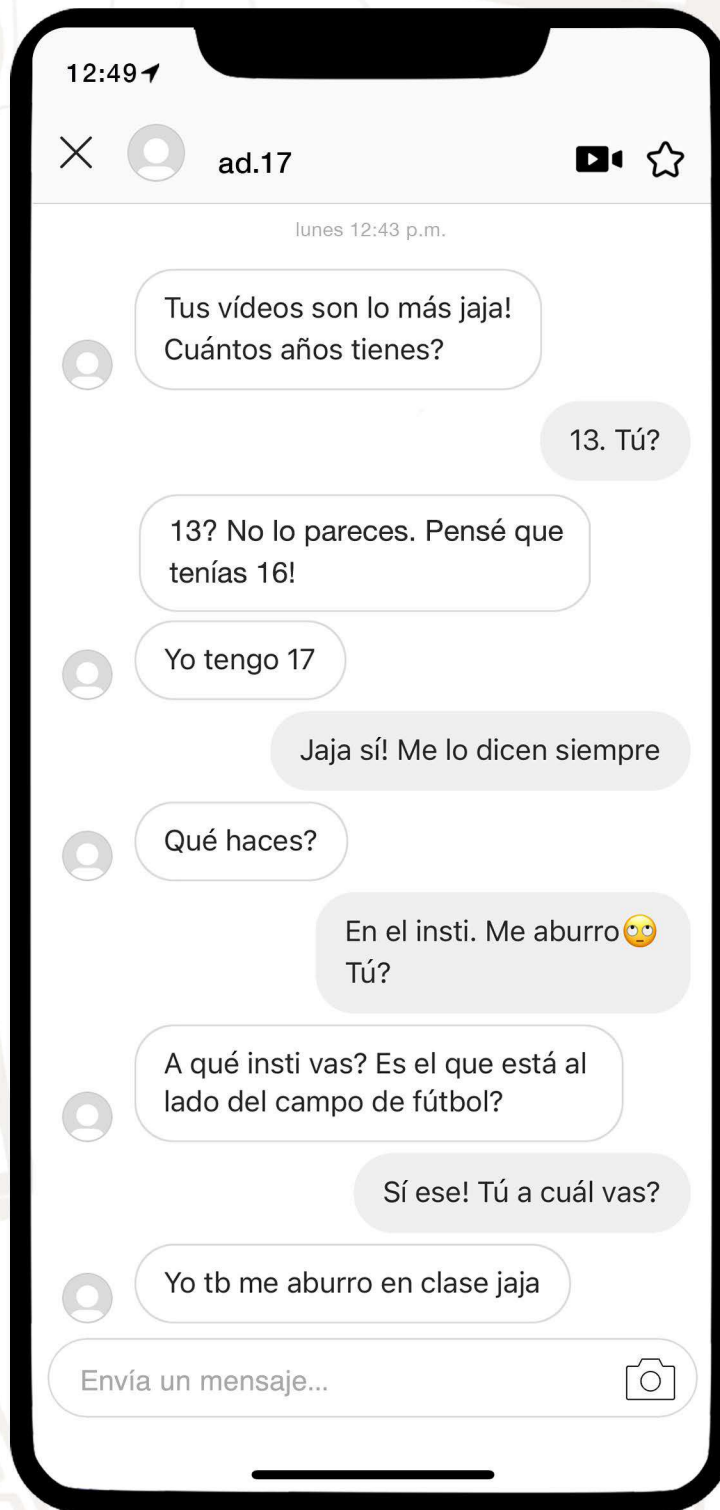 12:49
ad.17
lunes 12:43 p.m.
Tus vídeos son lo más jaja!
Cuántos años tienes?
13. Tú?
13? No lo pareces. Pensé que
tenías 16!
Yo tengo 17
Jaja sí! Me lo dicen siempre
Qué haces?
En el insti. Me aburro🙄
Tú?
A qué insti vas? Es el que está al
lado del campo de fútbol?
Sí ese! Tú a cuál vas?
Yo tb me aburro en clase jaja
Envía un mensaje...